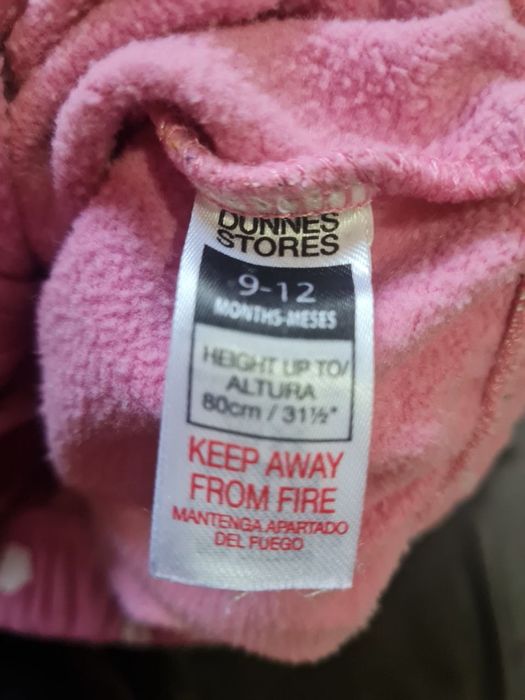 DUNNES
STORES
9-12
MONTHS-MESES
HEIGHT UP TO/
ALTURA
80cm / 31½"
KEEP AWAY
FROM FIRE
MANTENGA APARTADO
DEL FUEGO